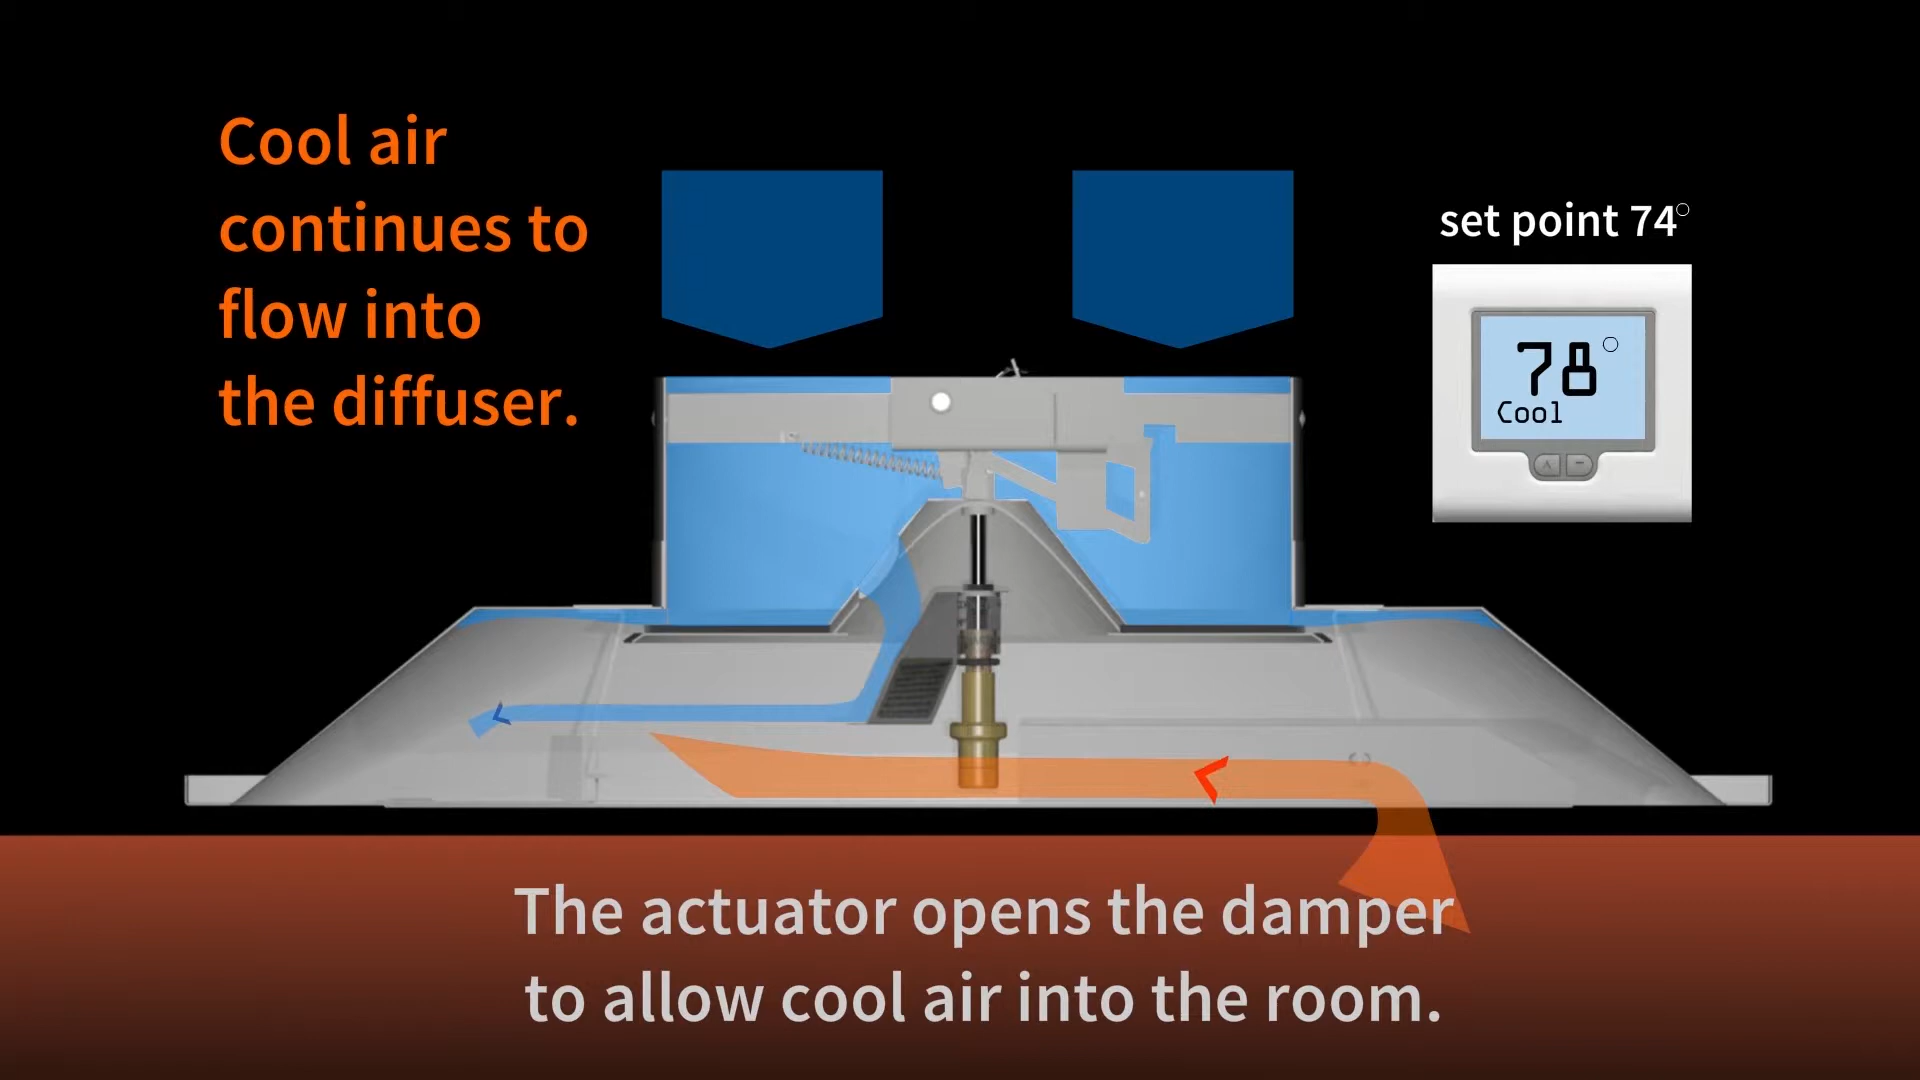 Cool air
continues to
flow into
the diffuser.
set point 74°
78°
Cool
The actuator opens the damper
to allow cool air into the room.